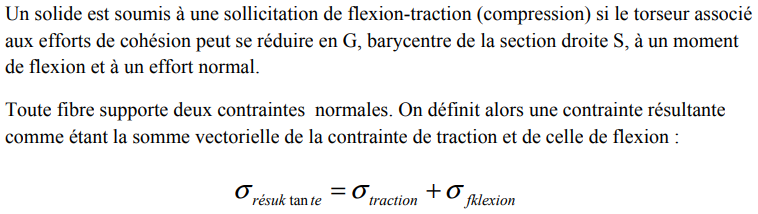 Un solide est soumis à une sollicitation de flexion-traction (compression) si le torseur associé
aux efforts de cohésion peut se réduire en G, barycentre de la section droite S, à un moment
de flexion et à un effort normal.
Toute fibre supporte deux contraintes normales. On définit alors une contrainte résultante
comme étant la somme vectorielle de la contrainte de traction et de celle de flexion :
σ résuk tan te = σ traction + σ fklexion